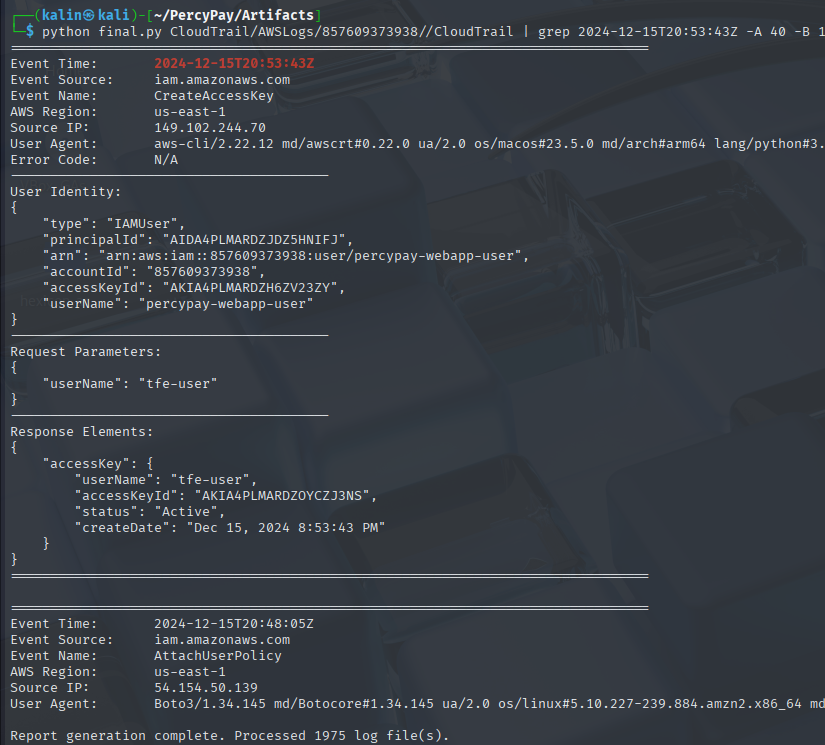 ┌──(kalin㉿kali)-[~/PercyPay/Artifacts]
└─$ python final.py CloudTrail/AWSLogs/857609373938//CloudTrail | grep 2024-12-15T20:53:43Z -A 40 -B 1
Event Time: 2024-12-15T20:53:43Z
Event Source: iam.amazonaws.com
Event Name: CreateAccessKey
AWS Region: us-east-1
Source IP: 149.102.244.70
User Agent: aws-cli/2.22.12 md/awscrt#0.22.0 ua/2.0 os/macos#23.5.0 md/arch#arm64 lang/python#3.
Error Code: N/A
User Identity:
{
    "type": "IAMUser",
    "principalId": "AIDA4PLMARDZJDZ5HNIFJ",
    "arn": "arn:aws:iam::857609373938:user/percypay-webapp-user",
    "accountId": "857609373938",
    "accessKeyId": "AKIA4PLMARDZH6ZV23ZY",
    "userName": "percypay-webapp-user"
}
Request Parameters:
{
    "userName": "tfe-user"
}
Response Elements:
{
    "accessKey": {
        "userName": "tfe-user",
        "accessKeyId": "AKIA4PLMARDZOYCZJ3NS",
        "status": "Active",
        "createDate": "Dec 15, 2024 8:53:43 PM"
    }
}
Event Time: 2024-12-15T20:48:05Z
Event Source: iam.amazonaws.com
Event Name: AttachUserPolicy
AWS Region: us-east-1
Source IP: 54.154.50.139
User Agent: Boto3/1.34.145 md/Botocore#1.34.145 ua/2.0 os/linux#5.10.227-239.884.amzn2.x86_64 md
Report generation complete. Processed 1975 log file(s).